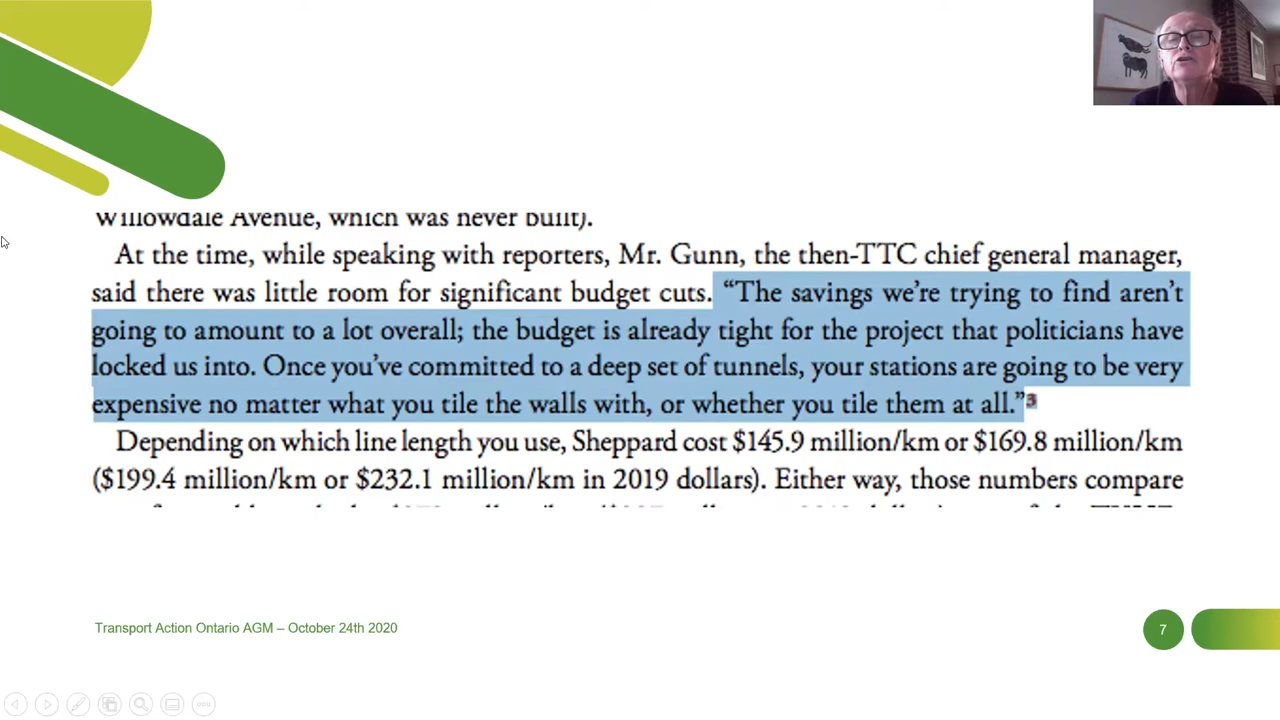 Willowdale Avenue, which was never built).
At the time, while speaking with reporters, Mr. Gunn, the then-TTC chief general manager,
said there was little room for significant budget cuts. “The savings we’re trying to find aren’t
going to amount to a lot overall; the budget is already tight for the project that politicians have
locked us into. Once you’ve committed to a deep set of tunnels, your stations are going to be very
expensive no matter what you tile the walls with, or whether you tile them at all.”3
Depending on which line length you use, Sheppard cost $145.9 million/km or $169.8 million/km
($199.4 million/km or $232.1 million/km in 2019 dollars). Either way, those numbers compare
Transport Action Ontario AGM – October 24th 2020
7